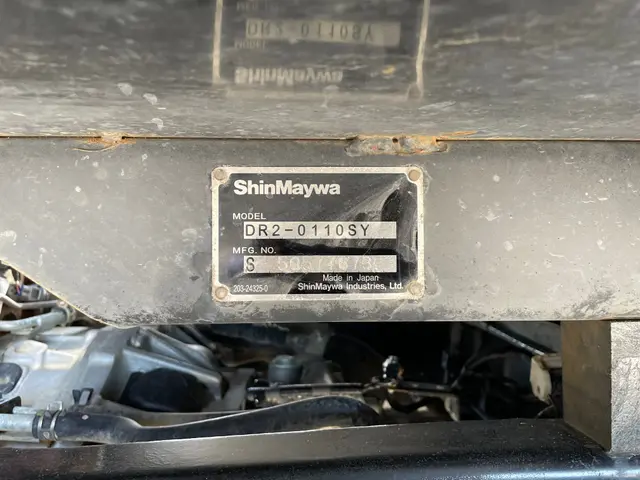 ShinMaywa
MODEL
DR2-0110SY
MFG. NO.
S
Made in Japan
203-24325-0
ShinMaywa Industries, Ltd.